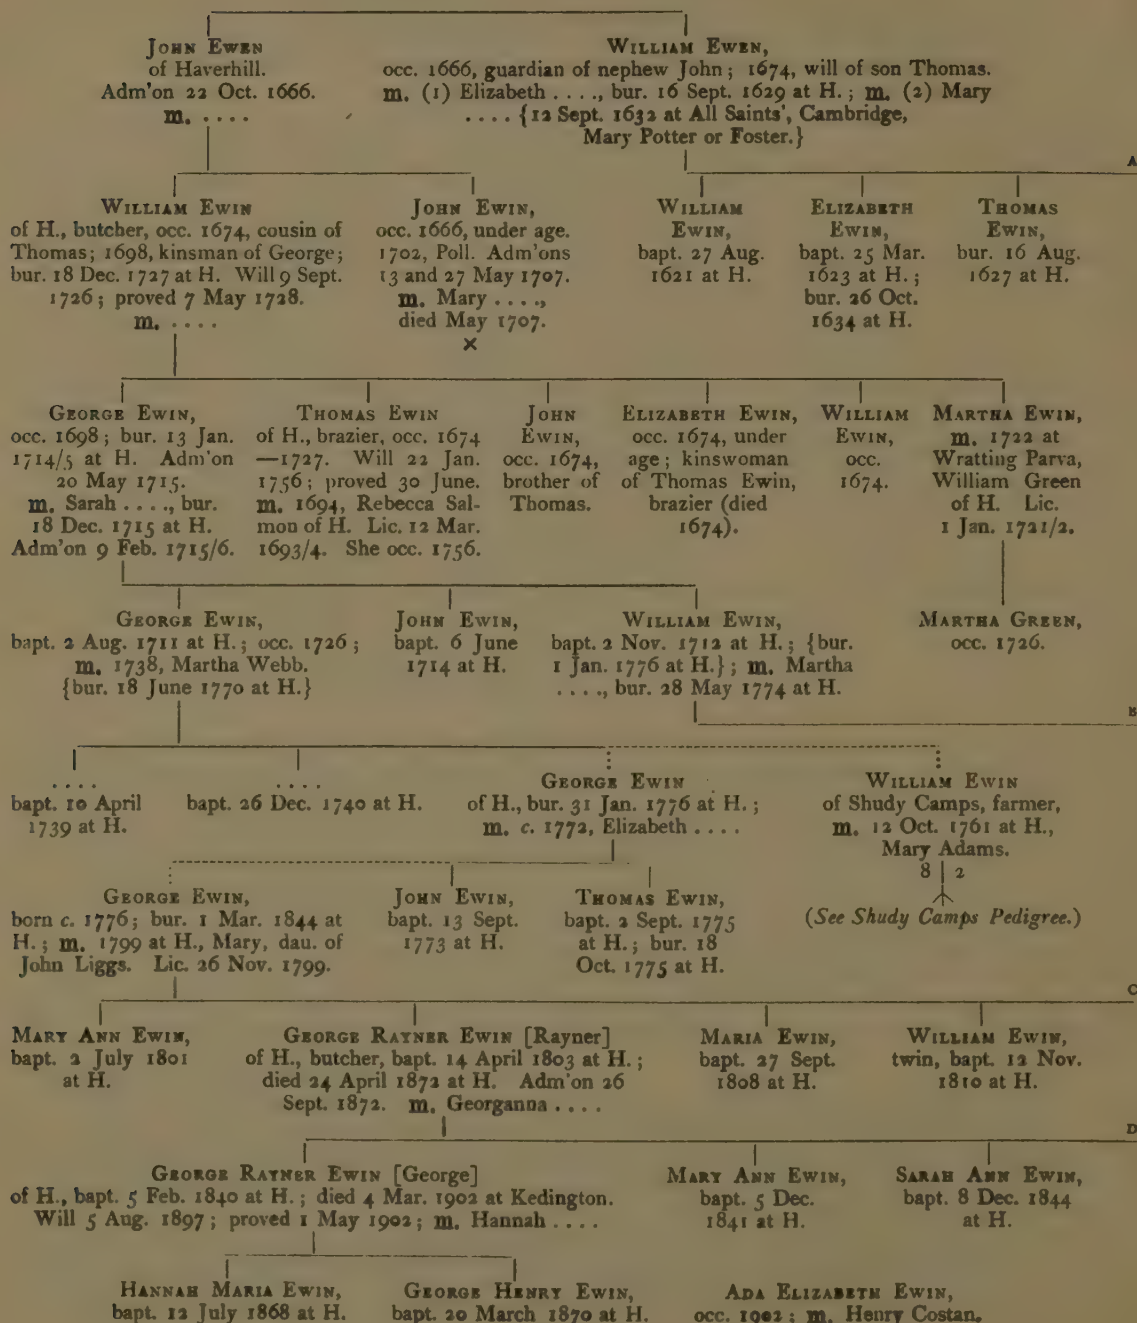 JOHN EWEN
of Haverhill.
Adm'on 22 Oct. 1666.
m. . . . .
WILLIAM EWEN,
occ. 1666, guardian of nephew John; 1674, will of son Thomas.
m. (1) Elizabeth . . . ., bur. 16 Sept. 1629 at H.; m. (2) Mary
. . . . {12 Sept. 1632 at All Saints', Cambridge,
Mary Potter or Foster.}
A
WILLIAM EWIN
of H., butcher, occ. 1674, cousin of
Thomas; 1698, kinsman of George;
bur. 18 Dec. 1727 at H. Will 9 Sept.
1726; proved 7 May 1728.
m. . . . .
JOHN EWIN,
occ. 1666, under age.
1702, Poll. Adm'ons
13 and 27 May 1707.
m. Mary . . . .,
died May 1707.
×
WILLIAM
EWIN,
bapt. 27 Aug.
1621 at H.
ELIZABETH
EWIN,
bapt. 25 Mar.
1623 at H.;
bur. 26 Oct.
1634 at H.
THOMAS
EWIN,
bur. 16 Aug.
1627 at H.
GEORGE EWIN,
occ. 1698; bur. 13 Jan.
1714/5 at H. Adm'on
20 May 1715.
m. Sarah . . . ., bur.
18 Dec. 1715 at H.
Adm'on 9 Feb. 1715/6.
THOMAS EWIN
of H., brazier, occ. 1674
—1727. Will 22 Jan.
1756; proved 30 June.
m. 1694, Rebecca Sal-
mon of H. Lic. 12 Mar.
1693/4. She occ. 1756.
JOHN
EWIN,
occ. 1674,
brother of
Thomas.
ELIZABETH EWIN,
occ. 1674, under
age; kinswoman
of Thomas Ewin,
brazier (died
1674).
WILLIAM
EWIN,
occ.
1674.
MARTHA EWIN,
m. 1722 at
Wratting Parva,
William Green
of H. Lic.
1 Jan. 1721/2.
GEORGE EWIN,
bapt. 2 Aug. 1711 at H.; occ. 1726;
m. 1738, Martha Webb.
{bur. 18 June 1770 at H.}
JOHN EWIN,
bapt. 6 June
1714 at H.
WILLIAM EWIN,
bapt. 2 Nov. 1712 at H.; {bur.
1 Jan. 1776 at H.}; m. Martha
. . . ., bur. 28 May 1774 at H.
MARTHA GREEN,
occ. 1726.
B
. . . .
bapt. 10 April
1739 at H.
. . . .
bapt. 26 Dec. 1740 at H.
GEORGE EWIN
of H., bur. 31 Jan. 1776 at H.;
m. c. 1772, Elizabeth . . . .
WILLIAM EWIN
of Shudy Camps, farmer,
m. 12 Oct. 1761 at H.,
Mary Adams.
8 | 2
(See Shudy Camps Pedigree.)
GEORGE EWIN,
born c. 1776; bur. 1 Mar. 1844 at
H.; m. 1799 at H., Mary, dau. of
John Liggs. Lic. 26 Nov. 1799.
JOHN EWIN,
bapt. 13 Sept.
1773 at H.
THOMAS EWIN,
bapt. 2 Sept. 1775
at H.; bur. 18
Oct. 1775 at H.
C
MARY ANN EWIN,
bapt. 2 July 1801
at H.
GEORGE RAYNER EWIN [Rayner]
of H., butcher, bapt. 14 April 1803 at H.;
died 24 April 1872 at H. Adm'on 26
Sept. 1872. m. Georganna . . . .
MARIA EWIN,
bapt. 27 Sept.
1808 at H.
WILLIAM EWIN,
twin, bapt. 12 Nov.
1810 at H.
D
GEORGE RAYNER EWIN [George]
of H., bapt. 5 Feb. 1840 at H.; died 4 Mar. 1902 at Kedington.
Will 5 Aug. 1897; proved 1 May 1902; m. Hannah . . . .
MARY ANN EWIN,
bapt. 5 Dec.
1841 at H.
SARAH ANN EWIN,
bapt. 8 Dec. 1844
at H.
HANNAH MARIA EWIN,
bapt. 12 July 1868 at H.
GEORGE HENRY EWIN,
bapt. 20 March 1870 at H.
ADA ELIZABETH EWIN,
occ. 1902; m. Henry Costan.